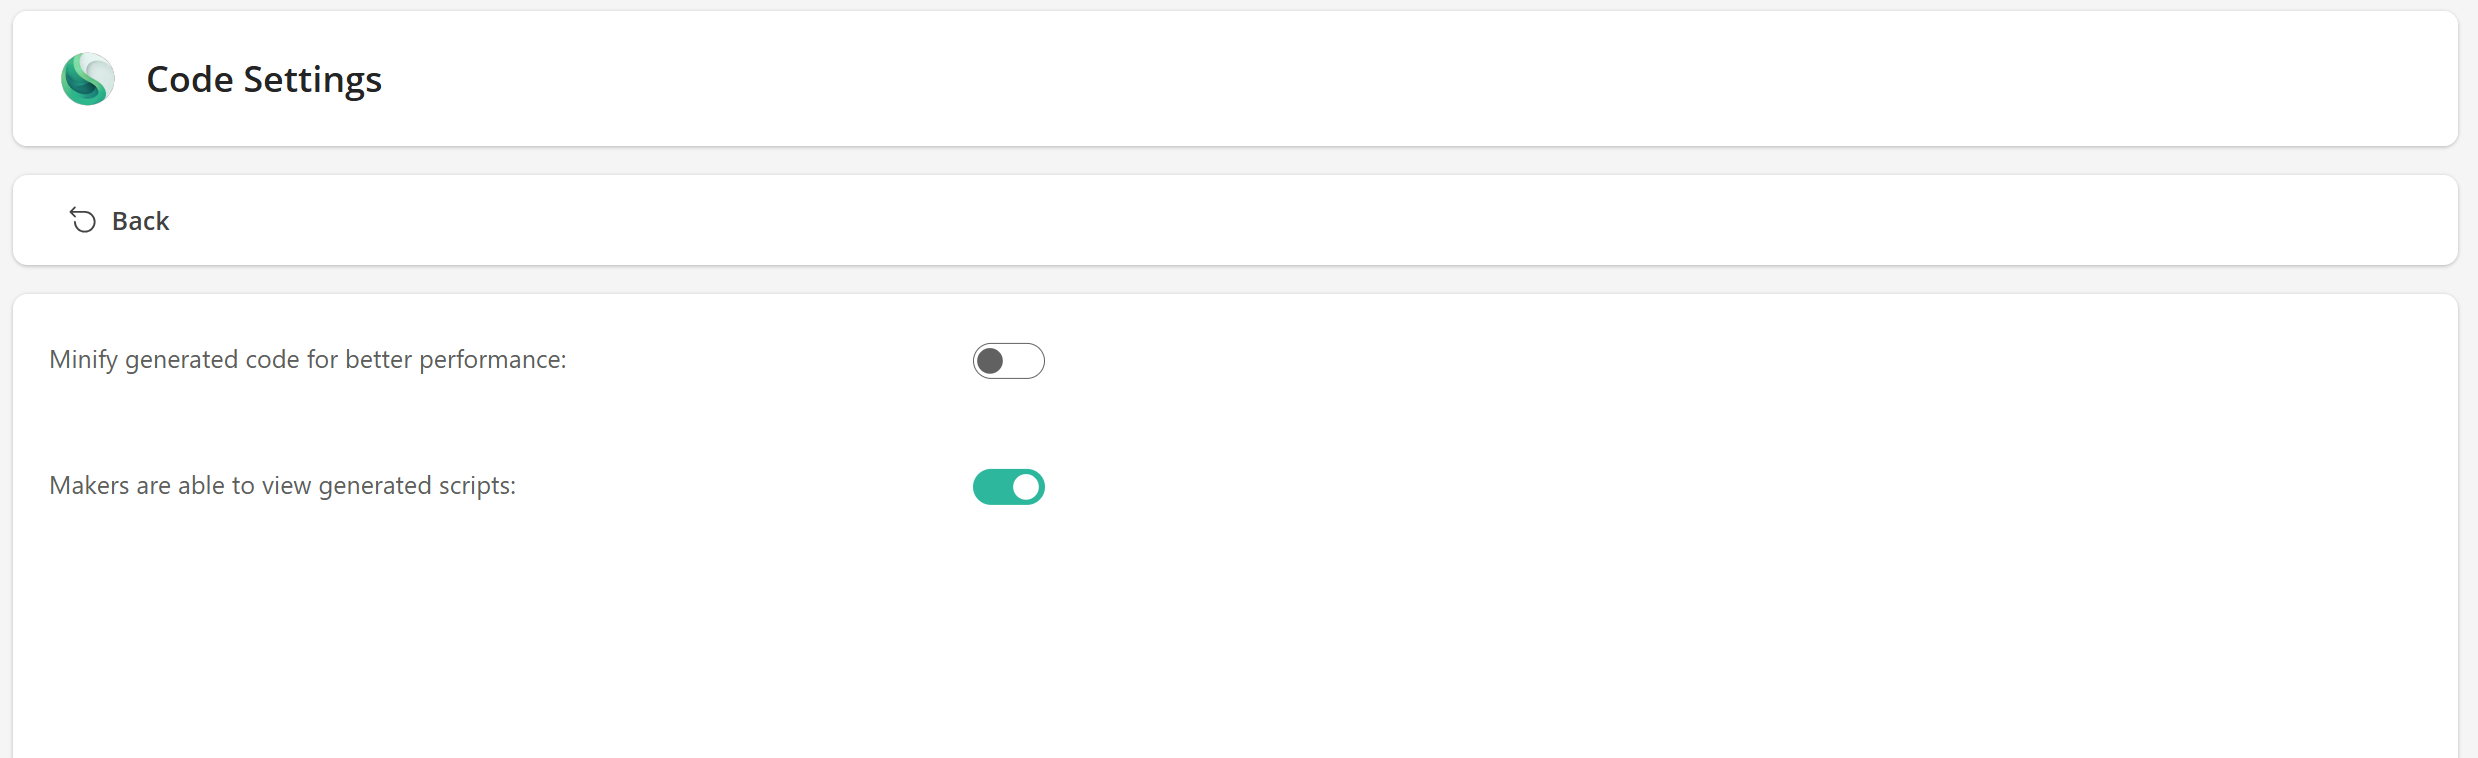 Code Settings
Back
Minify generated code for better performance:
Makers are able to view generated scripts: